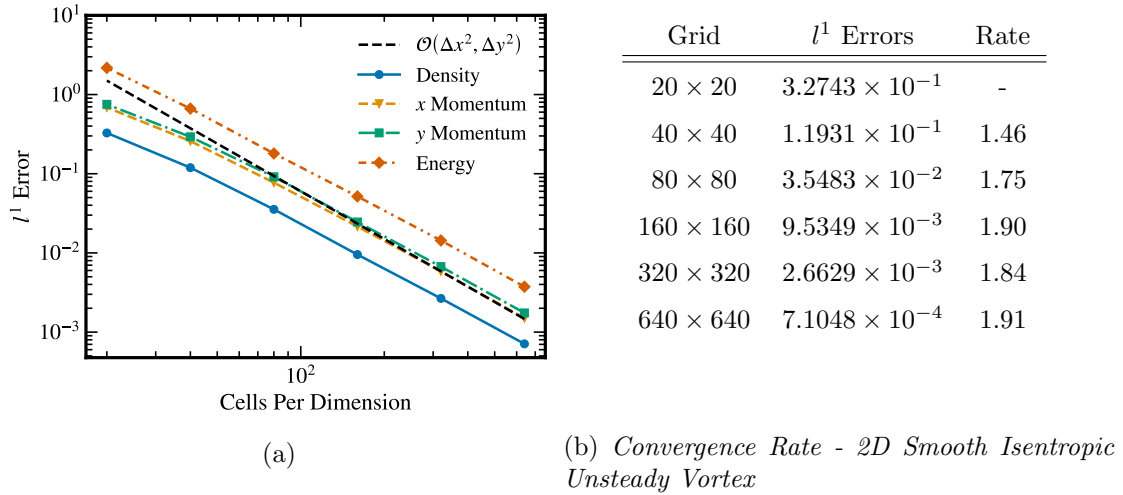 10^1
10^0
10^{-1}
10^{-2}
10^{-3}
l^1 Error
𝒪(Δx^2, Δy^2)
Density
x Momentum
y Momentum
Energy
10^2
Cells Per Dimension
(a)
Grid l^1 Errors Rate
20 × 20 3.2743 × 10^{-1} -
40 × 40 1.1931 × 10^{-1} 1.46
80 × 80 3.5483 × 10^{-2} 1.75
160 × 160 9.5349 × 10^{-3} 1.90
320 × 320 2.6629 × 10^{-3} 1.84
640 × 640 7.1048 × 10^{-4} 1.91
(b) Convergence Rate - 2D Smooth Isentropic
Unsteady Vortex